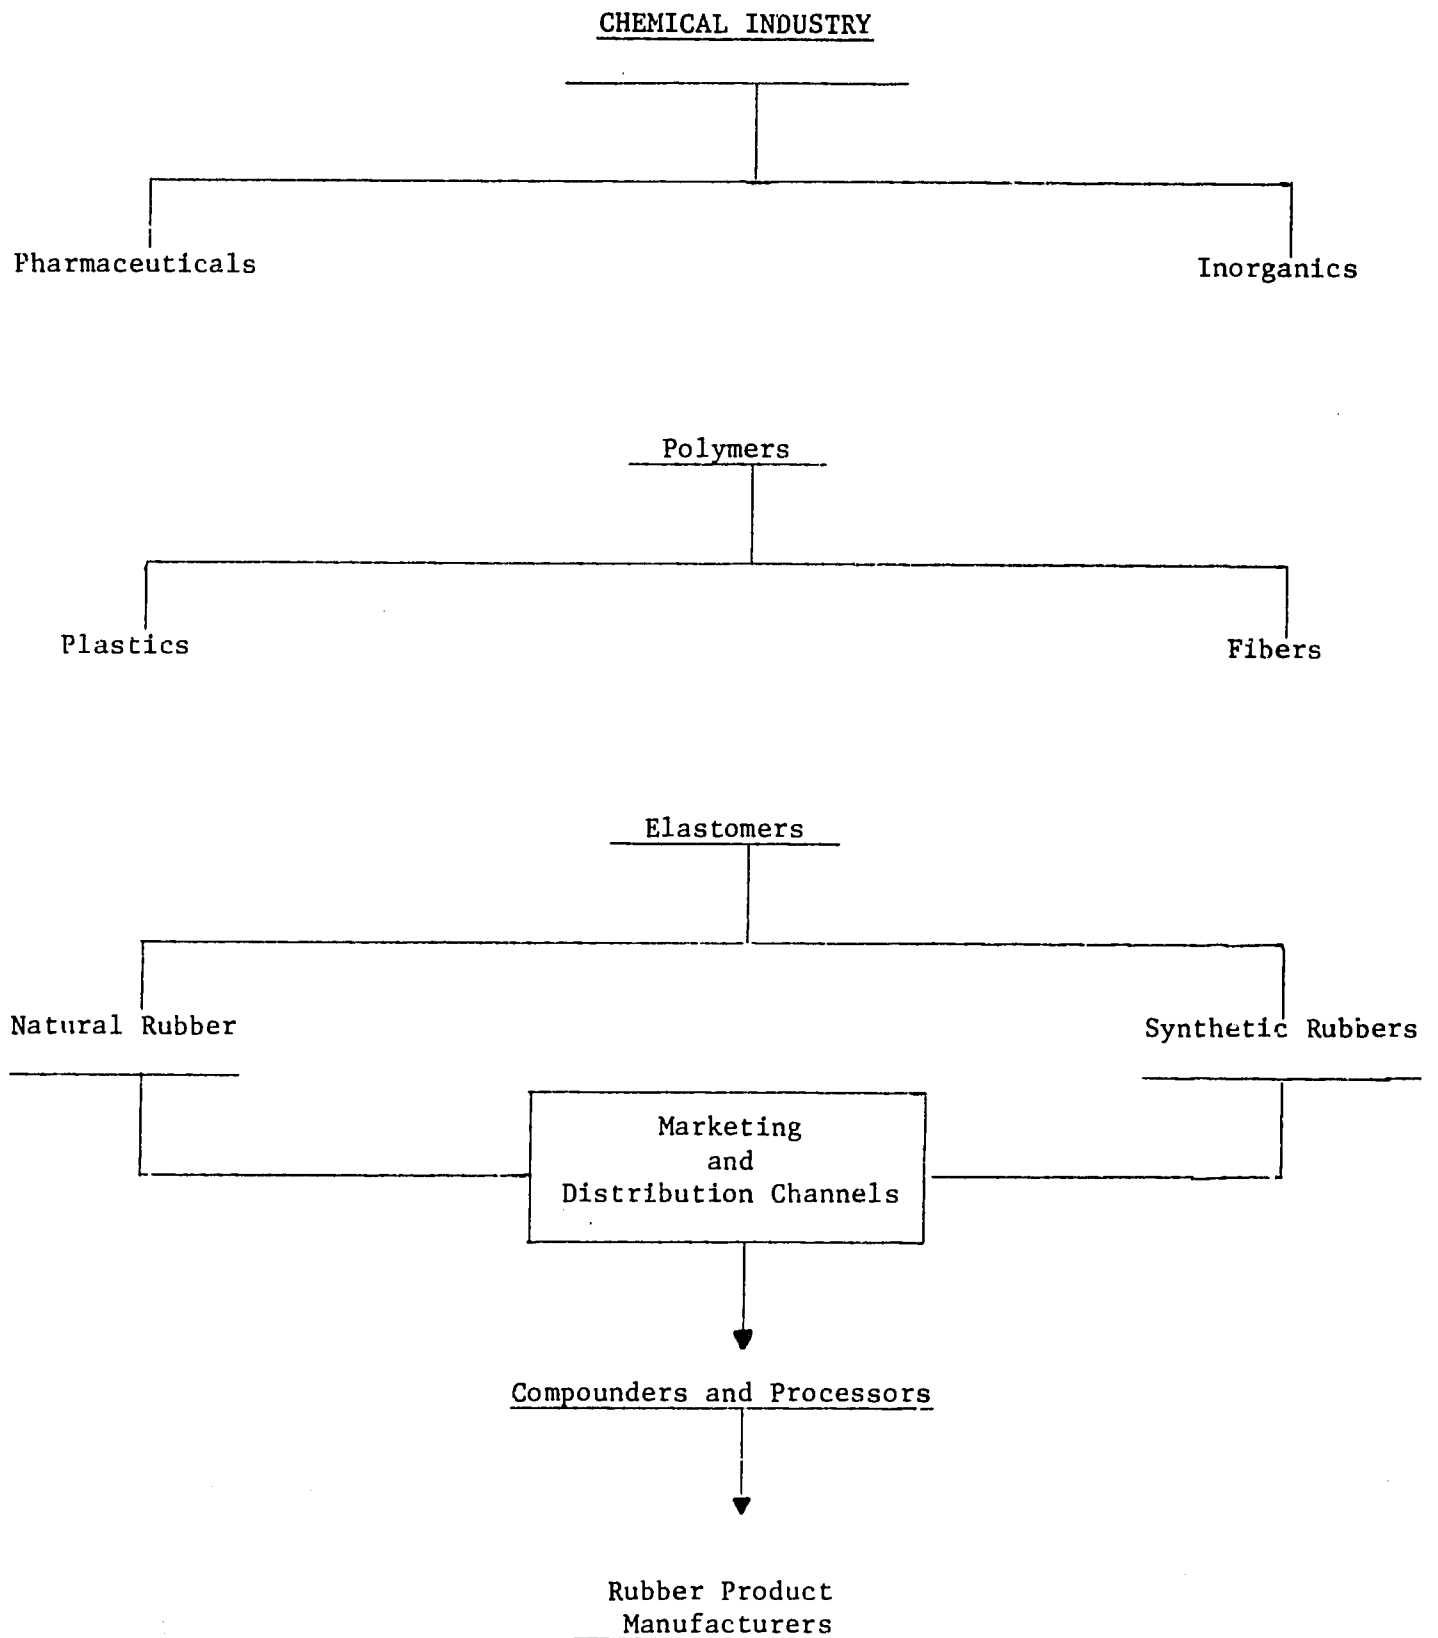 CHEMICAL INDUSTRY
Pharmaceuticals
Inorganics
Polymers
Plastics
Fibers
Elastomers
Natural Rubber
Synthetic Rubbers
Marketing
and
Distribution Channels
Compounders and Processors
Rubber Product
Manufacturers